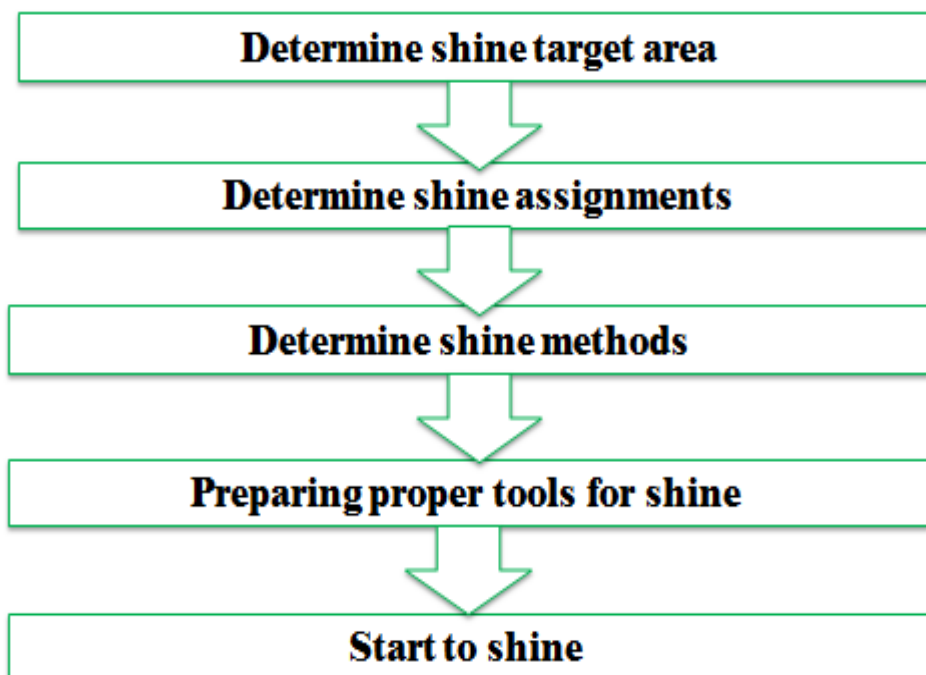 Determine shine target area
Determine shine assignments
Determine shine methods
Preparing proper tools for shine
Start to shine